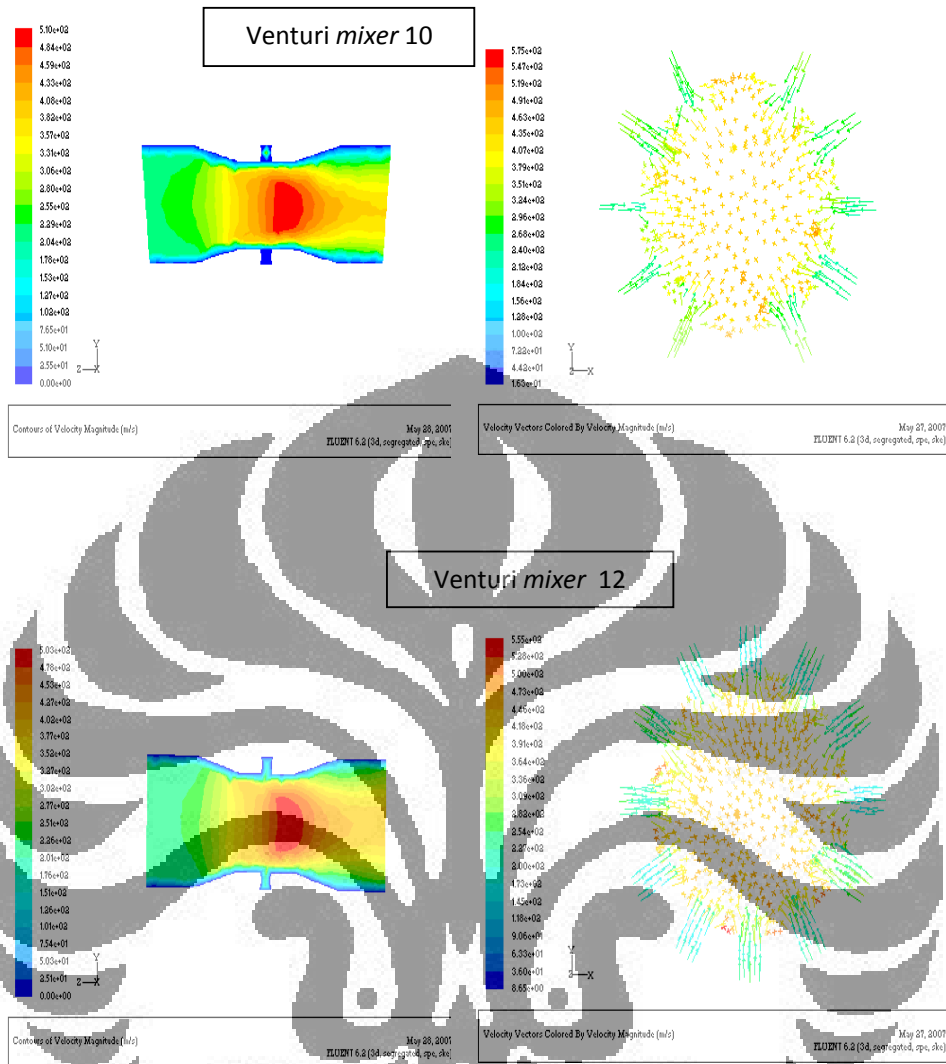 Venturi mixer 10
5.10e+02
4.84e+02
4.59e+02
4.33e+02
4.08e+02
3.82e+02
3.57e+02
3.31e+02
3.06e+02
2.80e+02
2.55e+02
2.29e+02
2.04e+02
1.78e+02
1.53e+02
1.27e+02
1.02e+02
7.65e+01
5.10e+01
2.55e+01
0.00e+00
Y
Z X
Contours of Velocity Magnitude (m/s)
May 28, 2007
FLUENT 6.2 (3d, segregated, spe, ske)
5.75e+02
5.47e+02
5.19e+02
4.91e+02
4.63e+02
4.35e+02
4.07e+02
3.79e+02
3.51e+02
3.24e+02
2.96e+02
2.68e+02
2.40e+02
2.12e+02
1.84e+02
1.56e+02
1.28e+02
1.00e+02
7.22e+01
4.42e+01
1.63e+01
Y
Z X
Velocity Vectors Colored By Velocity Magnitude (m/s)
May 27, 2007
FLUENT 6.2 (3d, segregated, spe, ske)
Venturi mixer 12
5.03e+02
4.78e+02
4.53e+02
4.27e+02
4.02e+02
3.77e+02
3.52e+02
3.27e+02
3.02e+02
2.77e+02
2.51e+02
2.26e+02
2.01e+02
1.76e+02
1.51e+02
1.26e+02
1.01e+02
7.54e+01
5.03e+01
2.51e+01
0.00e+00
Y
Z X
Contours of Velocity Magnitude (m/s)
May 28, 2007
FLUENT 6.2 (3d, segregated, spe, ske)
5.55e+02
5.28e+02
5.00e+02
4.73e+02
4.46e+02
4.18e+02
3.91e+02
3.64e+02
3.36e+02
3.09e+02
2.82e+02
2.54e+02
2.27e+02
2.00e+02
1.73e+02
1.45e+02
1.18e+02
9.06e+01
6.33e+01
3.60e+01
8.65e+00
Y
Z X
Velocity Vectors Colored By Velocity Magnitude (m/s)
May 27, 2007
FLUENT 6.2 (3d, segregated, spe, ske)